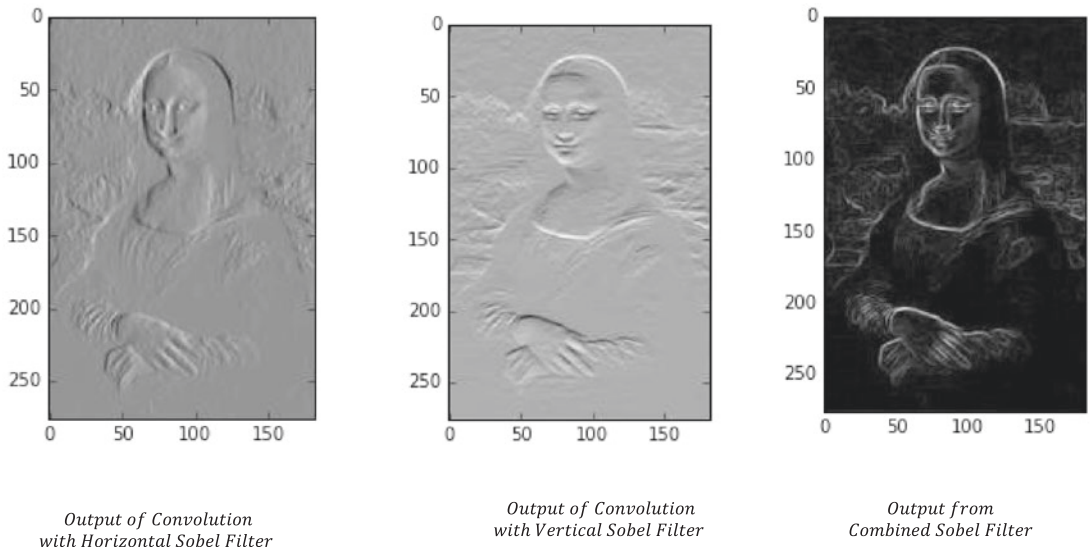 0
50
100
150
200
250
0 50 100 150
0
50
100
150
200
250
0 50 100 150
0
50
100
150
200
250
0 50 100 150
Output of Convolution
with Horizontal Sobel Filter
Output of Convolution
with Vertical Sobel Filter
Output from
Combined Sobel Filter